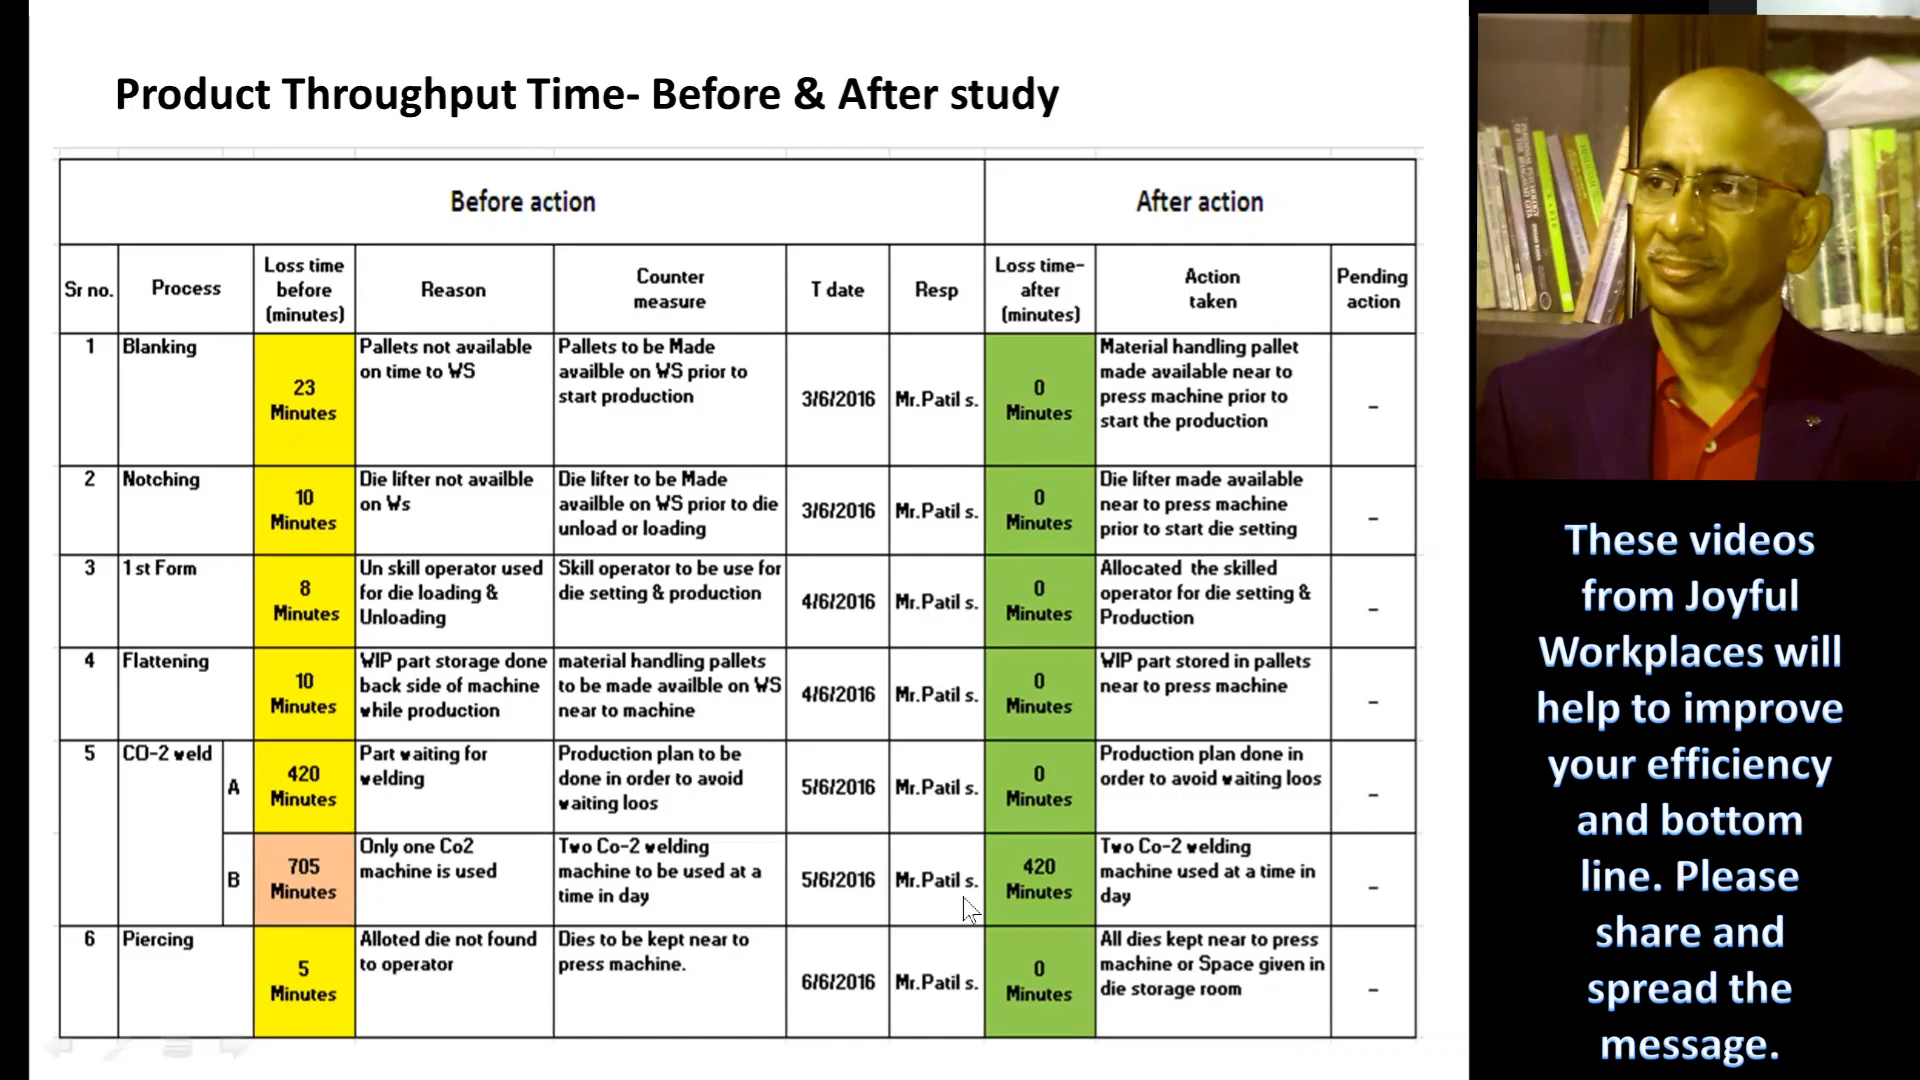 Product Throughput Time- Before & After study
Before action
After action
Sr no.
Process
Loss time
before
(minutes)
Reason
Counter
measure
T date
Resp
Loss time-
after
(minutes)
Action
taken
Pending
action
1
Blanking
23
Minutes
Pallets not available
on time to WS
Pallets to be Made
availble on WS prior to
start production
3/6/2016
Mr.Patil s.
0
Minutes
Material handling pallet
made available near to
press machine prior to
start the production
-
2
Notching
10
Minutes
Die lifter not availble
on Ws
Die lifter to be Made
availble on WS prior to die
unload or loading
3/6/2016
Mr.Patil s.
0
Minutes
Die lifter made available
near to press machine
prior to start die setting
-
3
1st Form
8
Minutes
Un skill operator used
for die loading &
Unloading
Skill operator to be use for
die setting & production
4/6/2016
Mr.Patil s.
0
Minutes
Allocated the skilled
operator for die setting &
Production
-
4
Flattening
10
Minutes
WIP part storage done
back side of machine
while production
material handling pallets
to be made availble on WS
near to machine
4/6/2016
Mr.Patil s.
0
Minutes
WIP part stored in pallets
near to press machine
-
5
CO-2 weld
A
420
Minutes
Part waiting for
welding
Production plan to be
done in order to avoid
waiting loos
5/6/2016
Mr.Patil s.
0
Minutes
Production plan done in
order to avoid waiting loos
-
B
705
Minutes
Only one Co2
machine is used
Two Co-2 welding
machine to be used at a
time in day
5/6/2016
Mr.Patil s.
420
Minutes
Two Co-2 welding
machine used at a time in
day
-
6
Piercing
5
Minutes
Alloted die not found
to operator
Dies to be kept near to
press machine.
6/6/2016
Mr.Patil s.
0
Minutes
All dies kept near to press
machine or Space given in
die storage room
-
These videos
from Joyful
Workplaces will
help to improve
your efficiency
and bottom
line. Please
share and
spread the
message.